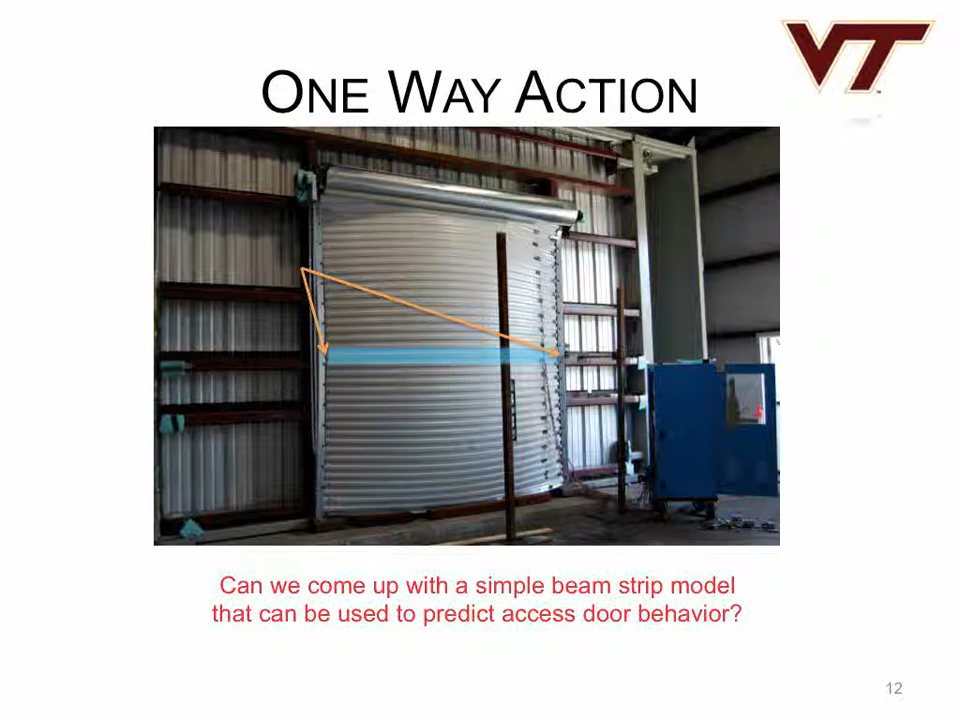 VT
ONE WAY ACTION
Can we come up with a simple beam strip model
that can be used to predict access door behavior?
12